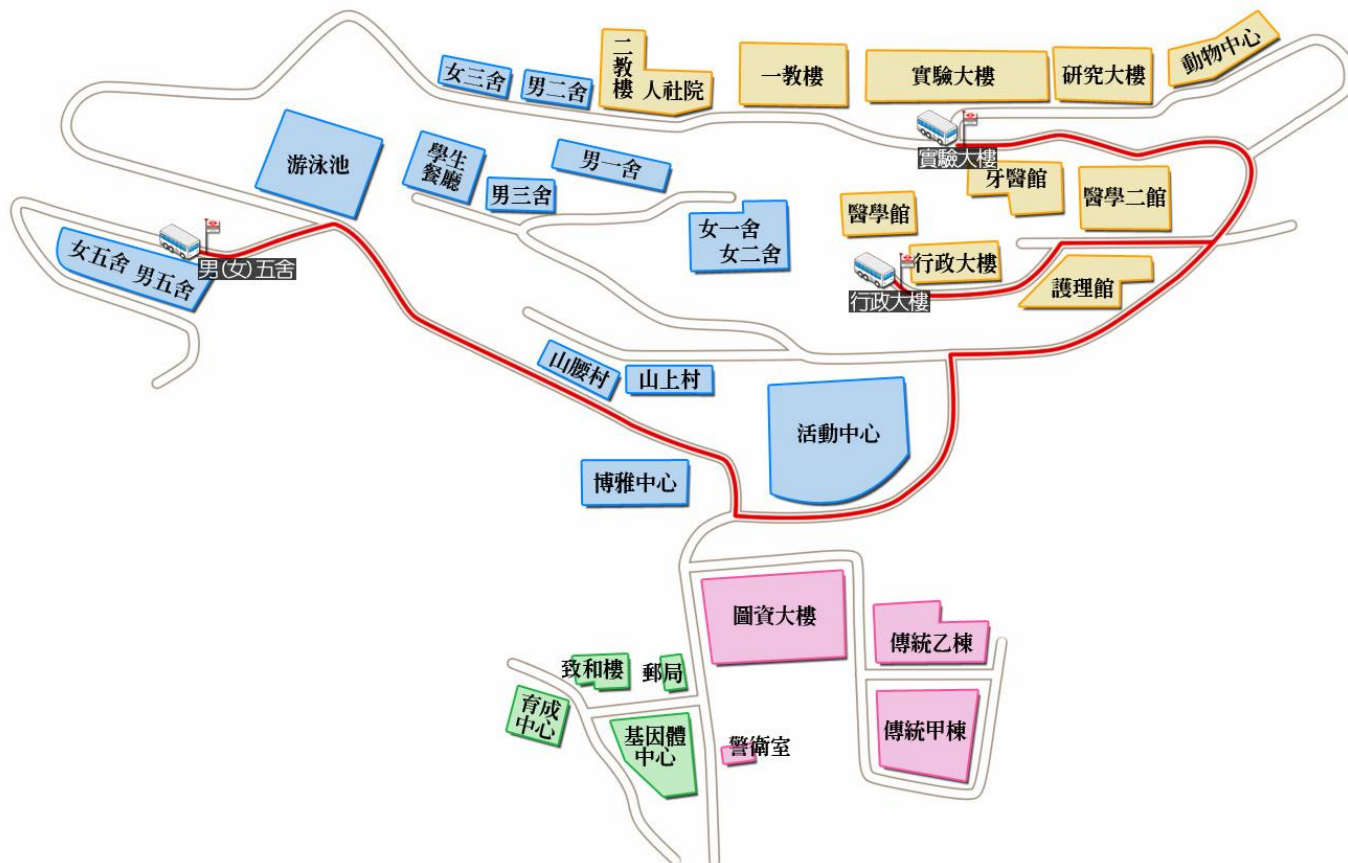 動物中心
二教樓
人社院
一教樓
實驗大樓
研究大樓
女三舍
男二舍
實驗大樓
游泳池
學生
餐廳
男一舍
男三舍
牙醫館
醫學二館
醫學館
女一舍
女二舍
女五舍
男五舍
男(女)五舍
行政大樓
護理館
行政大樓
山腰村
山上村
活動中心
博雅中心
圖資大樓
傳統乙棟
致和樓
郵局
育成
中心
基因體
中心
警衛室
傳統甲棟